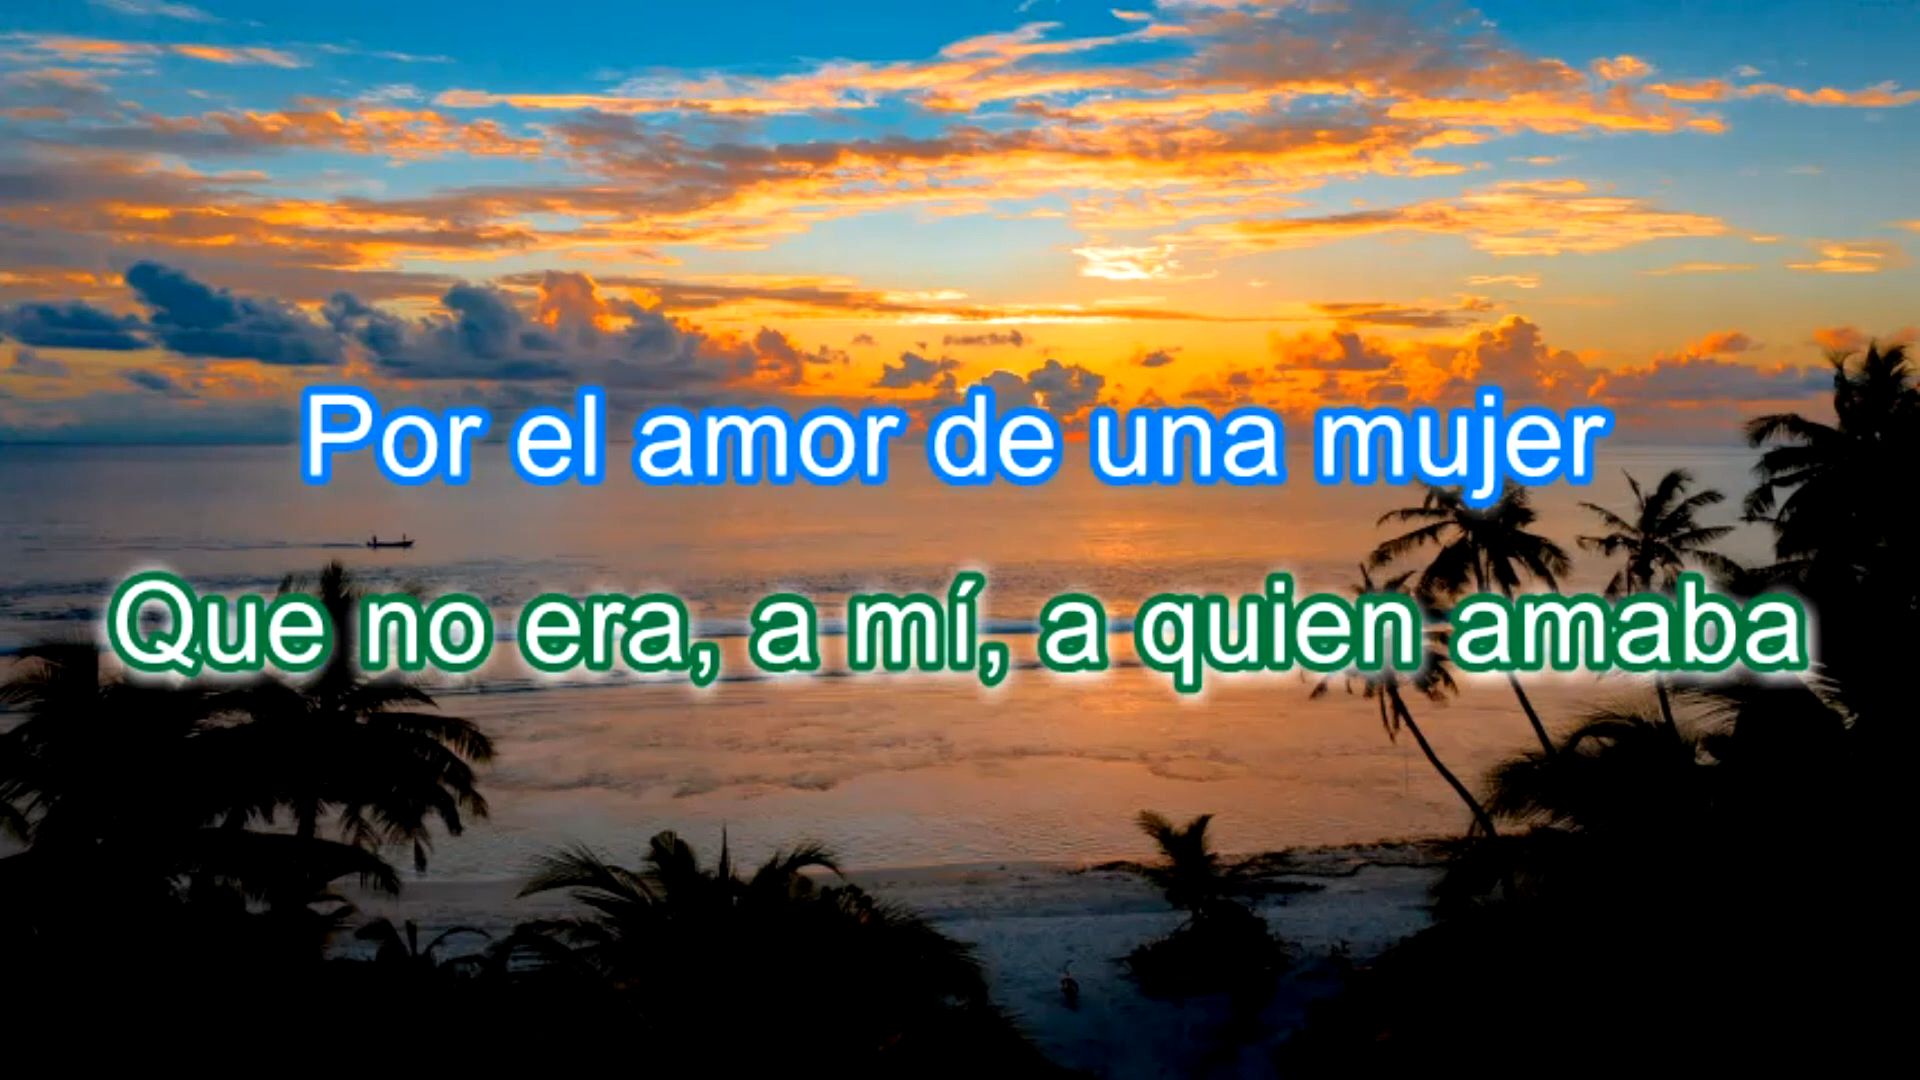 Por el amor de una mujer
Que no era, a mí, a quien amaba